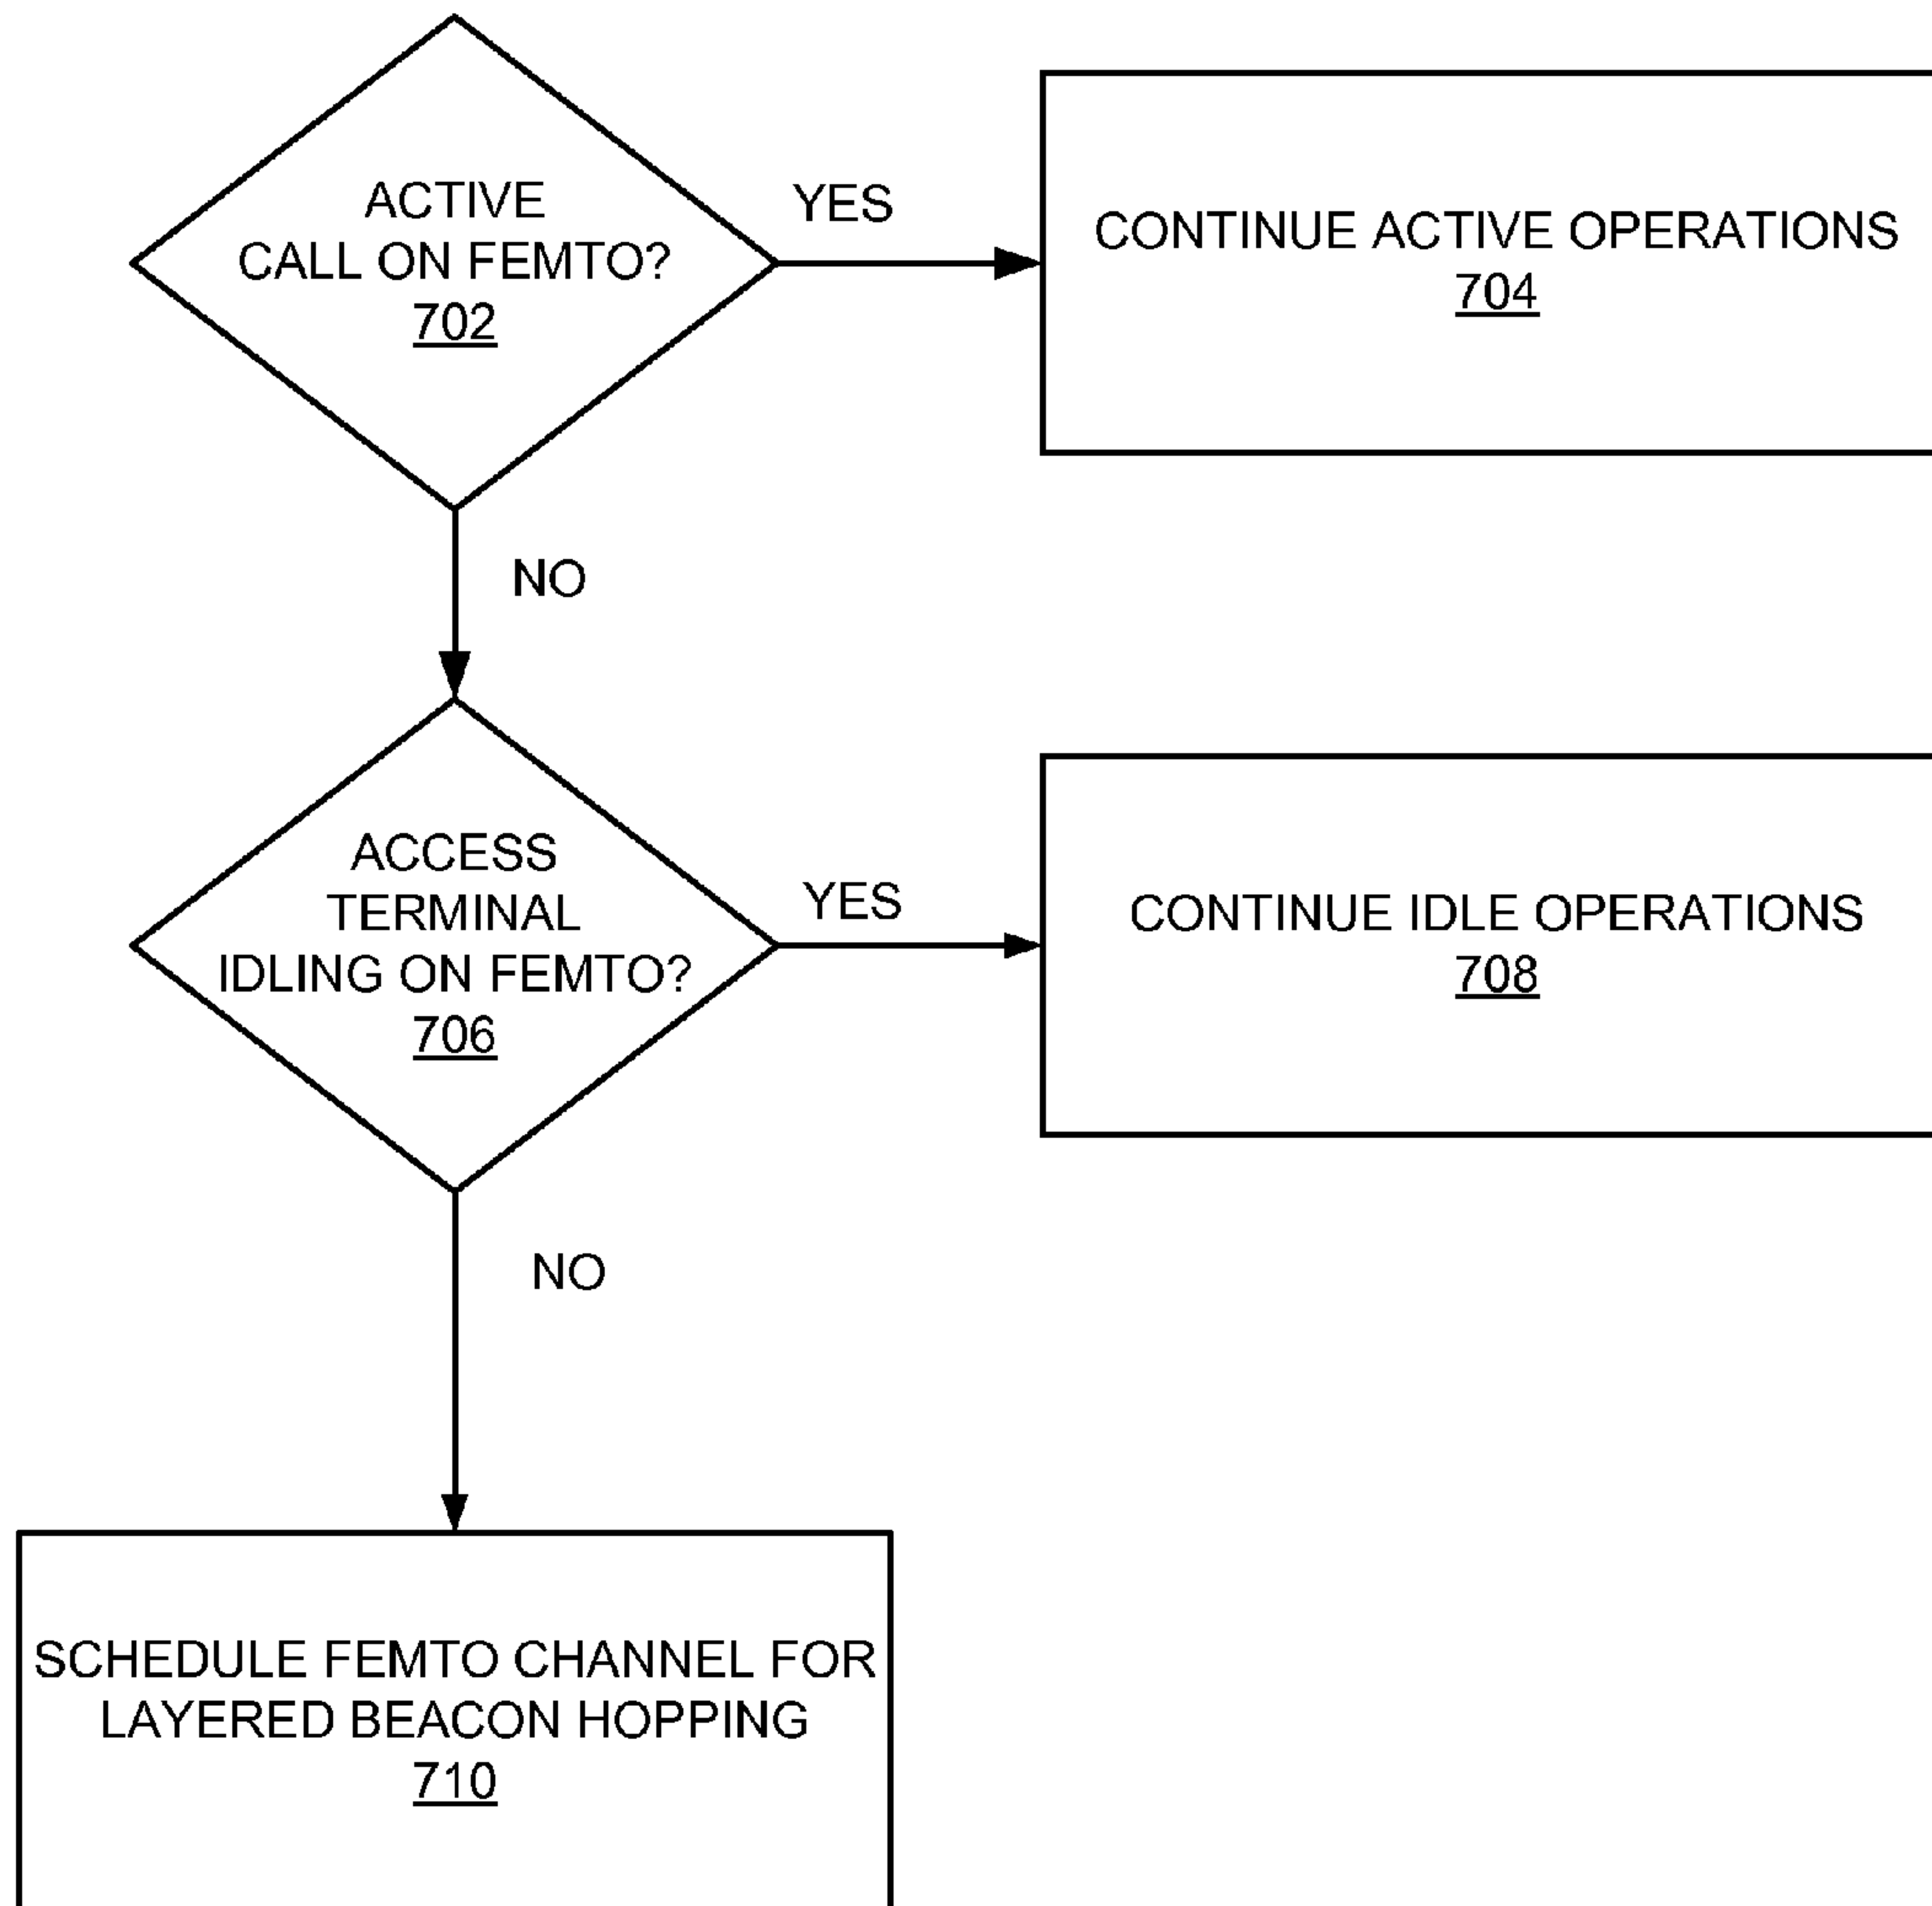 ACTIVE
CALL ON FEMTO?
702
YES
CONTINUE ACTIVE OPERATIONS
704
NO
ACCESS
TERMINAL
IDLING ON FEMTO?
706
YES
CONTINUE IDLE OPERATIONS
708
NO
SCHEDULE FEMTO CHANNEL FOR
LAYERED BEACON HOPPING
710